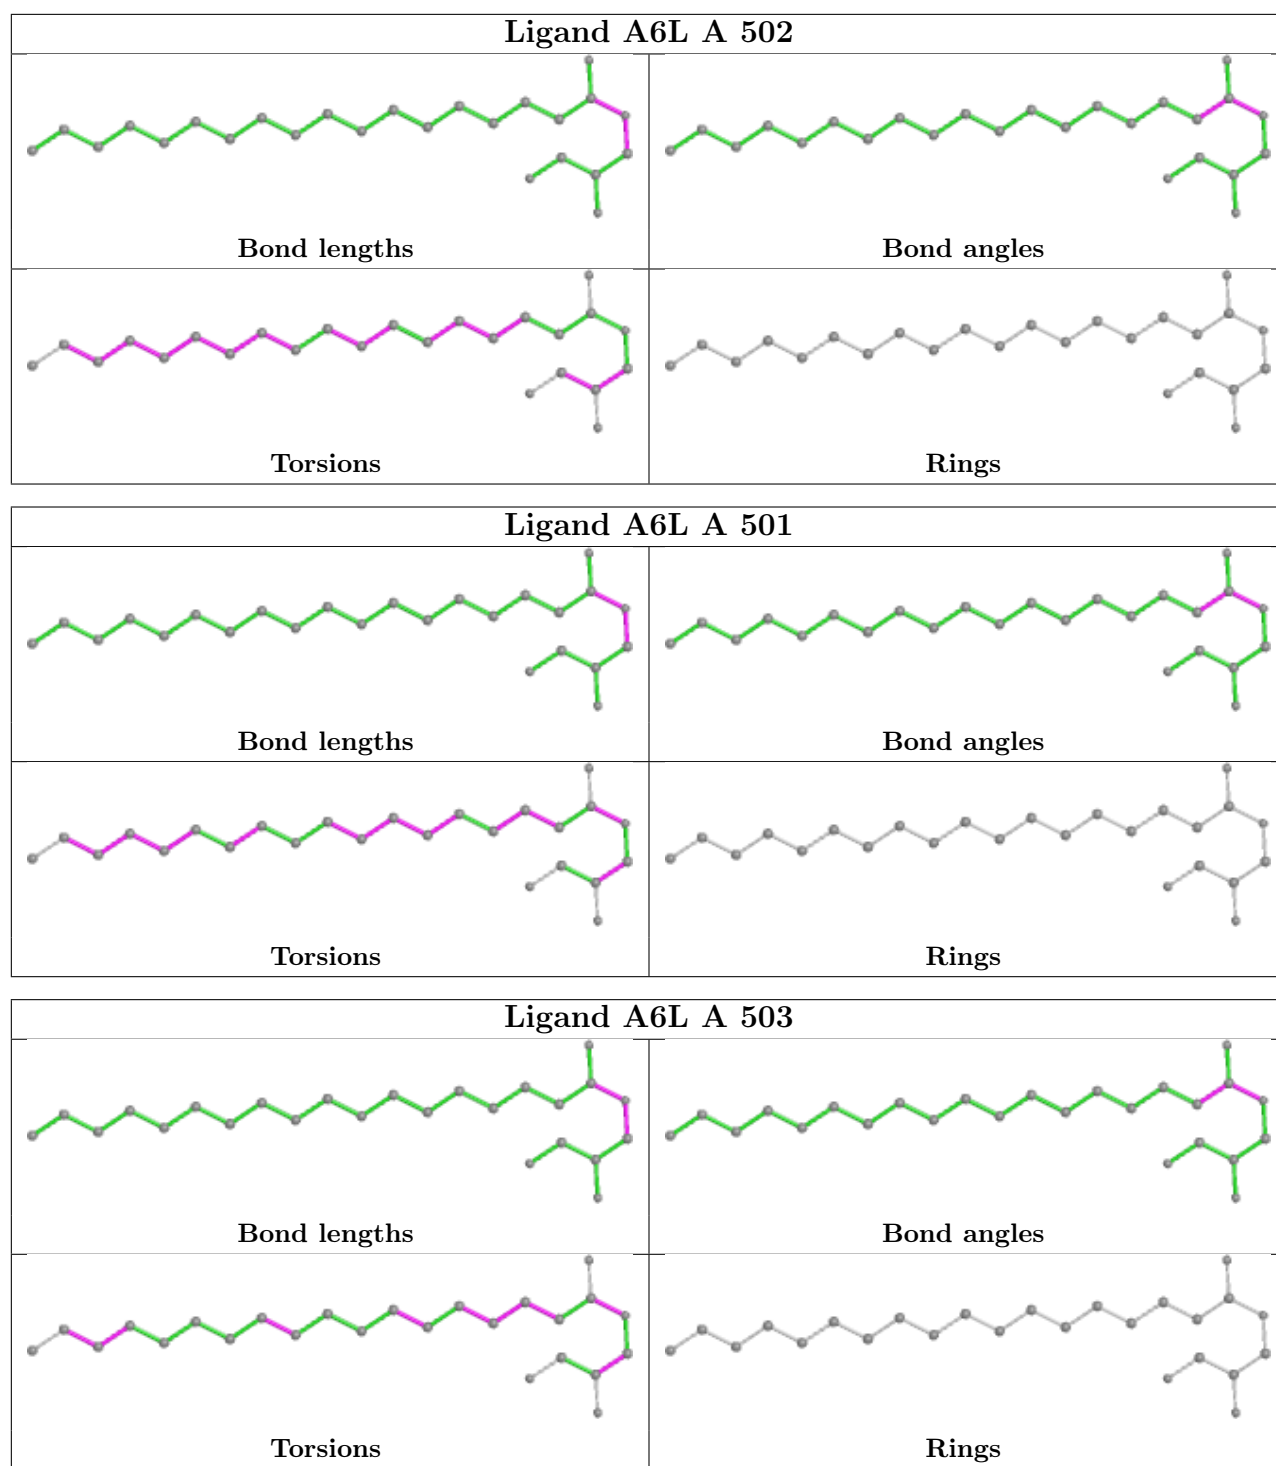 Ligand A6L A 502
Bond lengths
Bond angles
Torsions
Rings
Ligand A6L A 501
Bond lengths
Bond angles
Torsions
Rings
Ligand A6L A 503
Bond lengths
Bond angles
Torsions
Rings